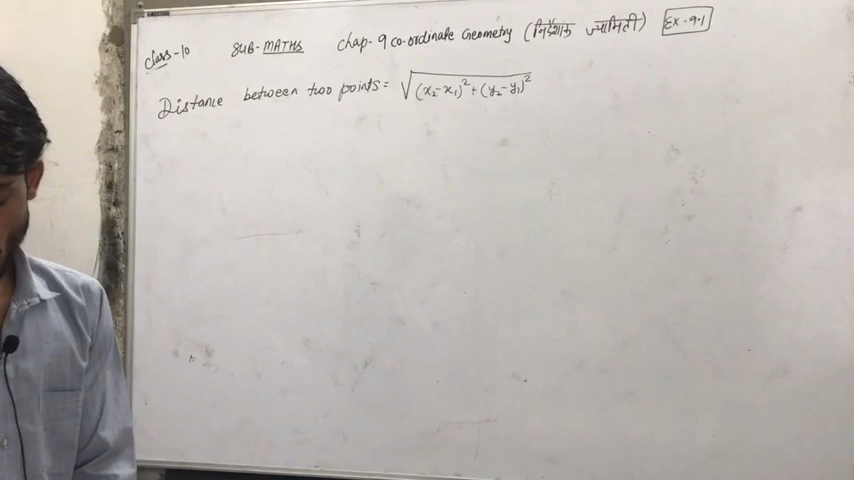 Class-10 SUB-MATHS Chap-9 co-ordinate Geometry (निर्देशांक ज्यामिती) Ex-9.1
Distance between two points = √(x₂-x₁)²+(y₂-y₁)²